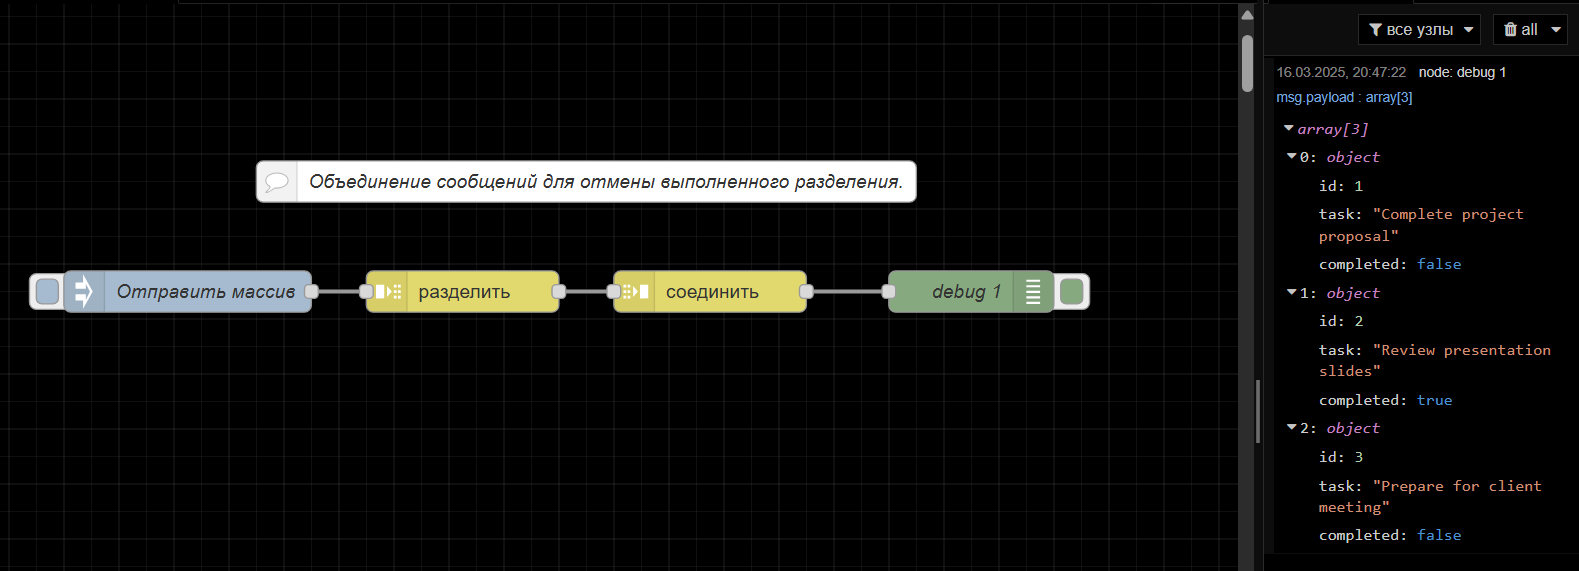 Объединение сообщений для отмены выполненного разделения.
Отправить массив
разделить
соединить
debug 1
все узлы
all
16.03.2025, 20:47:22 node: debug 1
msg.payload : array[3]
array[3]
0: object
id: 1
task: "Complete project
proposal"
completed: false
1: object
id: 2
task: "Review presentation
slides"
completed: true
2: object
id: 3
task: "Prepare for client
meeting"
completed: false